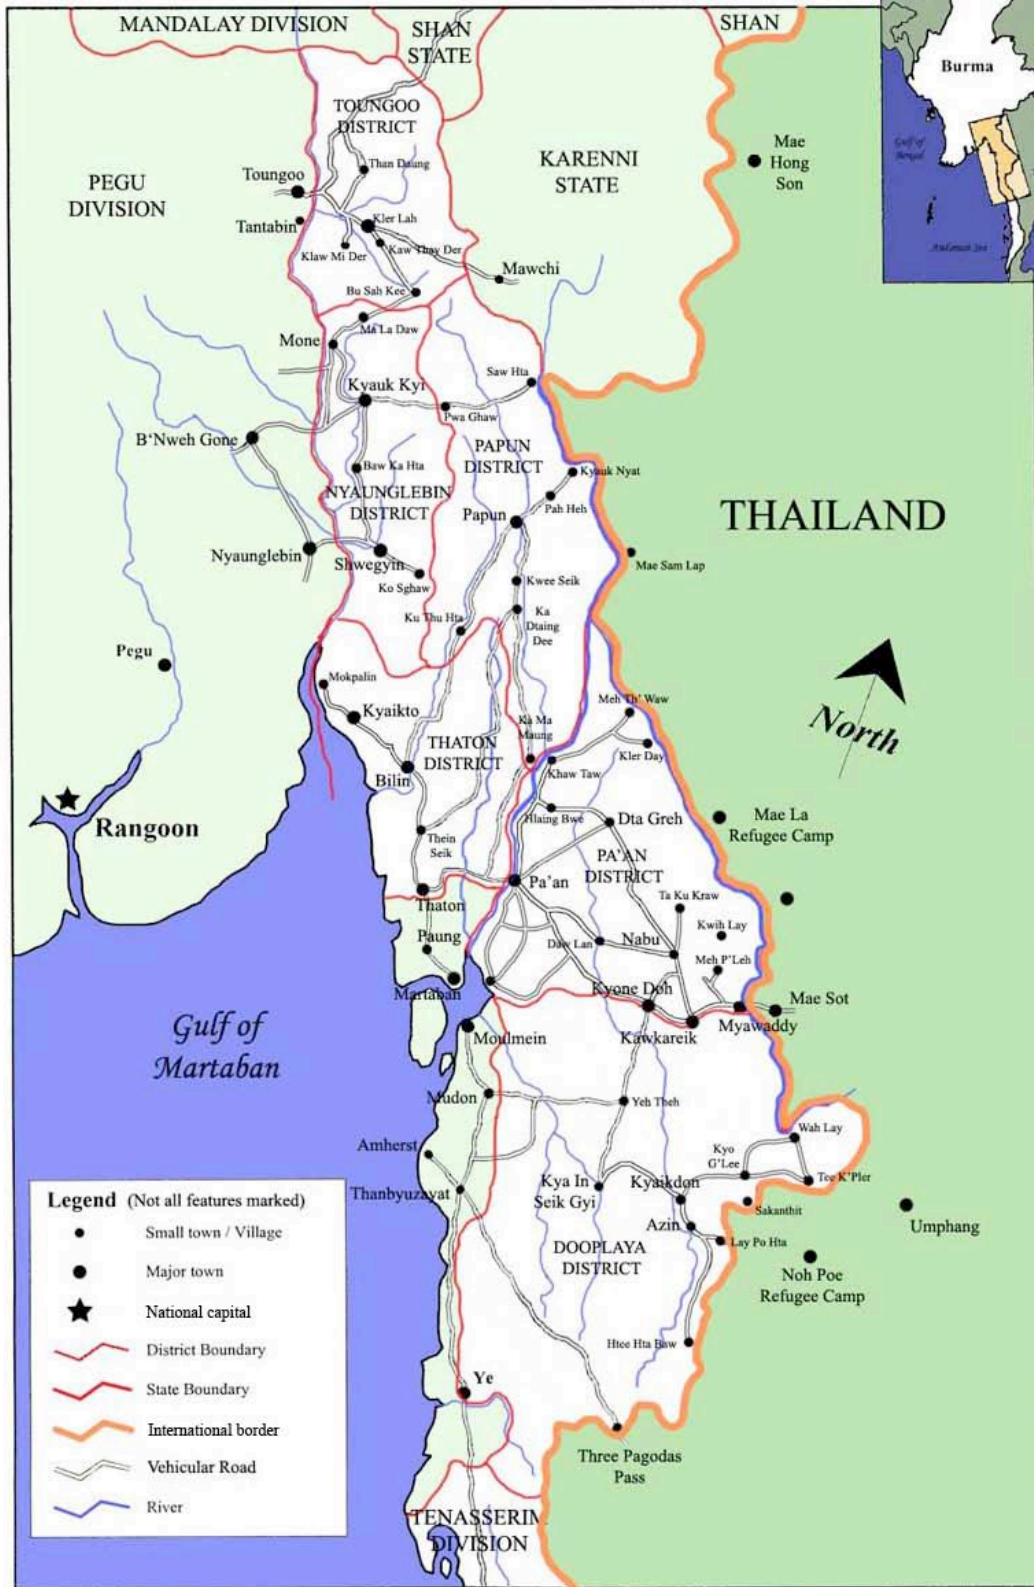 MANDALAY DIVISION
SHAN
STATE
SHAN
Burma
Gulf of
Bengal
Andaman Sea
TOUNGOO
DISTRICT
Than Daung
Toungoo
Tantabin
Kler Lah
Klaw Mi Der
Kaw Thay Der
Bu Sah Kee
Mawchi
PEGU
DIVISION
KARENNI
STATE
Mae
Hong
Son
Ma La Daw
Mone
Saw Hta
Kyauk Kyi
Pwa Ghaw
B'Nweh Gone
PAPUN
DISTRICT
Baw Ka Hta
Kyauk Nyat
NYAUNGLEBIN
DISTRICT
Pah Heh
Papun
THAILAND
Nyaunglebin
Shwegyin
Ko Sghaw
Mae Sam Lap
Kwee Seik
Ku Thu Hta
Ka
Dtaing
Dee
Pegu
Mokpalin
Kyaikto
Meh Th' Waw
North
Ka Ma
Maung
THATON
DISTRICT
Kler Day
Bilin
Khaw Taw
Rangoon
Hlaing Bwe
Dta Greh
Mae La
Refugee Camp
Thein
Seik
PA'AN
DISTRICT
Pa'an
Thaton
Ta Ku Kraw
Paung
Daw Lan
Nabu
Kwih Lay
Meh P'Leh
Martaban
Kyone Doh
Mae Sot
Myawaddy
Kawkareik
Gulf of
Martaban
Moulmein
Mudon
Yeh Tbeh
Wah Lay
Amherst
Kyo
G'Lee
Thanbyuzayat
Kya In
Seik Gyi
Kyaikdon
Tee K'Pler
Sakanthit
Umphang
Azin
Lay Po Hta
DOOPLAYA
DISTRICT
Noh Poe
Refugee Camp
Htee Hta Baw
Ye
Three Pagodas
Pass
TENASSERIM
DIVISION
Legend (Not all features marked)
Small town / Village
Major town
National capital
District Boundary
State Boundary
International border
Vehicular Road
River